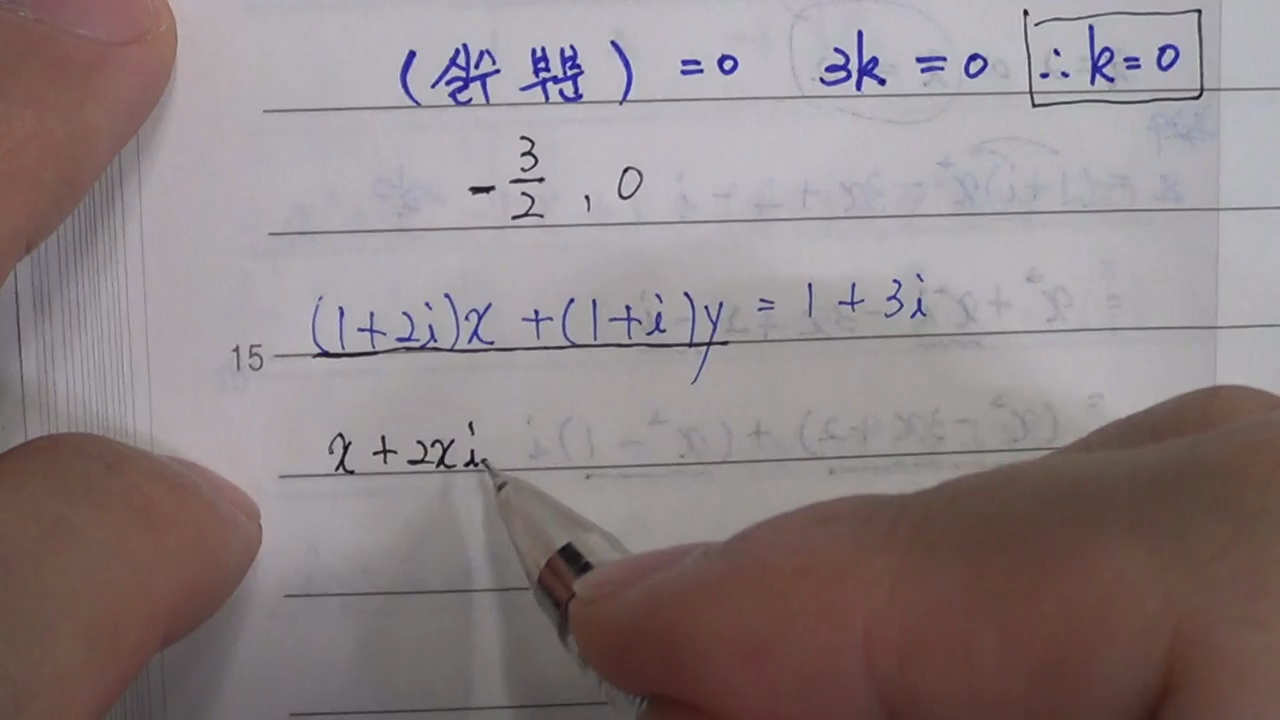 (실수 부분) = 0 3k = 0 ∴ k = 0
- 3/2 , 0
(1+2i)x + (1+i)y = 1 + 3i
15
x + 2xi